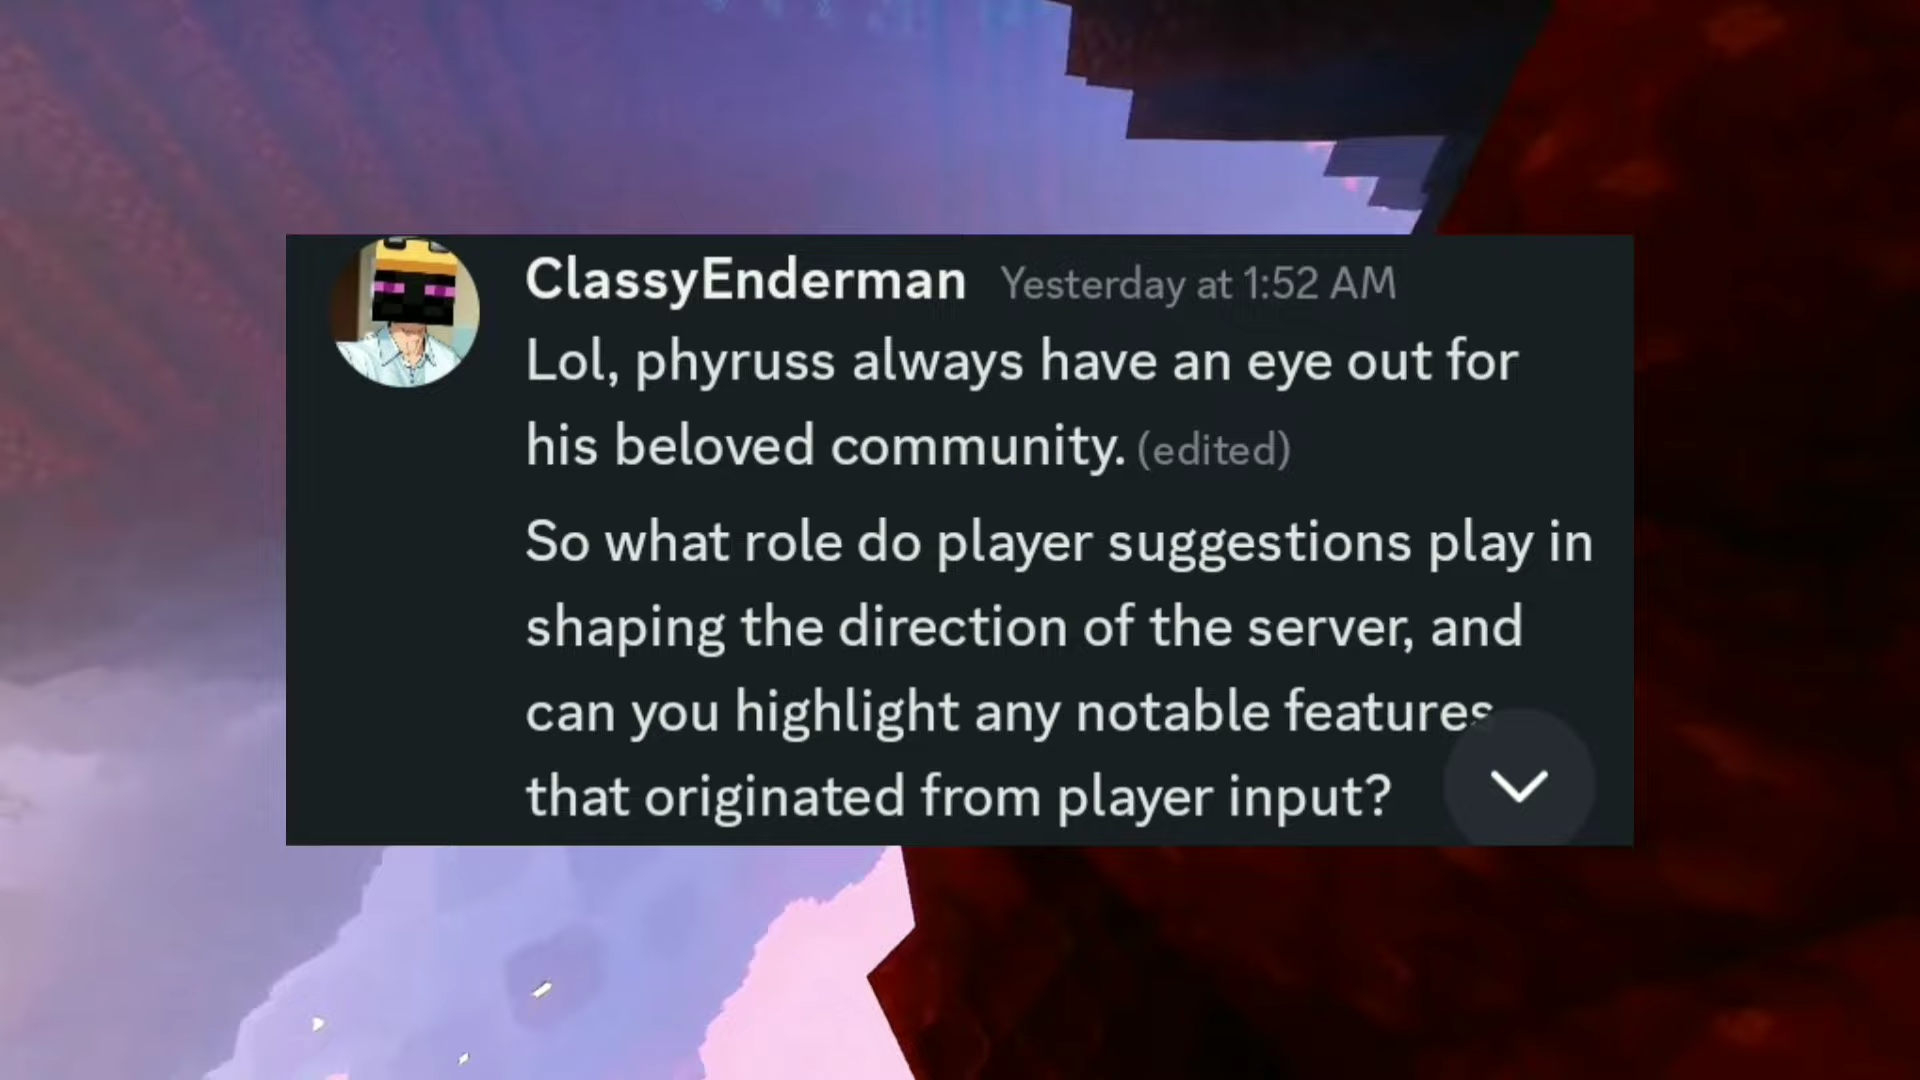 ClassyEnderman Yesterday at 1:52 AM
Lol, phyruss always have an eye out for
his beloved community. (edited)
So what role do player suggestions play in
shaping the direction of the server, and
can you highlight any notable features
that originated from player input?